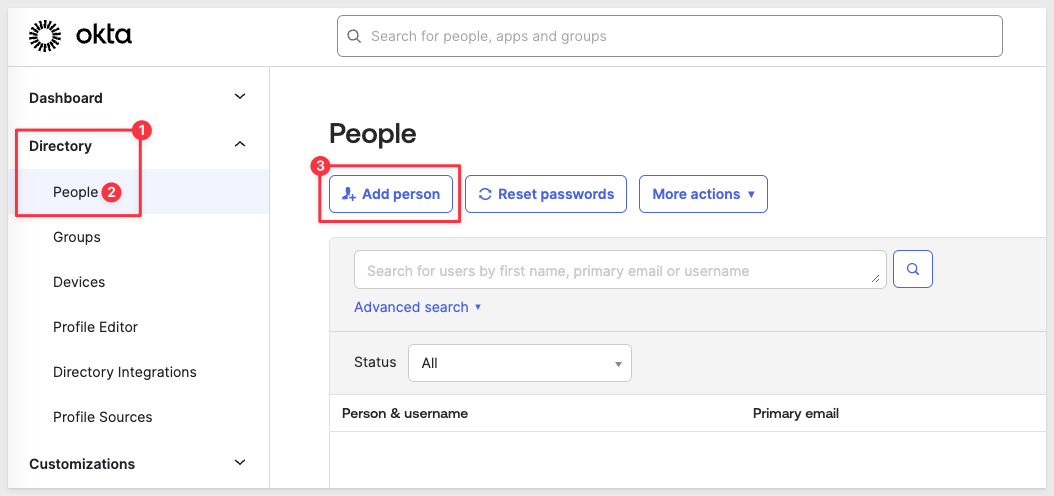 okta
Search for people, apps and groups
Dashboard
1
Directory
People 2
Groups
Devices
Profile Editor
Directory Integrations
Profile Sources
Customizations
People
3
Add person Reset passwords More actions
Search for users by first name, primary email or username
Advanced search
Status All
Person & username Primary email